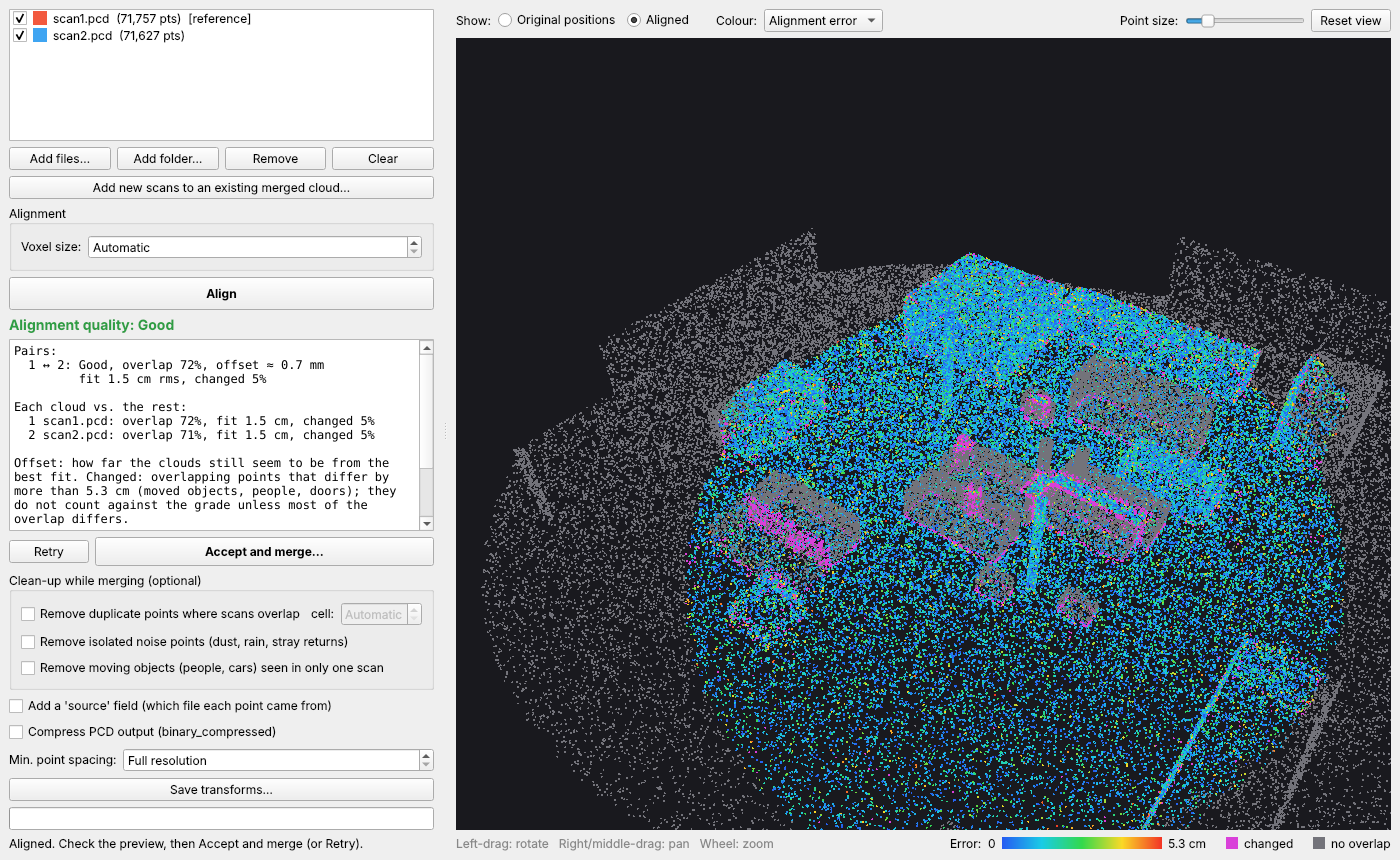 scan1.pcd (71,757 pts) [reference]
scan2.pcd (71,627 pts)
Add files...
Add folder...
Remove
Clear
Add new scans to an existing merged cloud...
Alignment
Voxel size: Automatic
Align
Alignment quality: Good
Pairs:
1 ↔ 2: Good, overlap 72%, offset ≈ 0.7 mm
fit 1.5 cm rms, changed 5%
Each cloud vs. the rest:
1 scan1.pcd: overlap 72%, fit 1.5 cm, changed 5%
2 scan2.pcd: overlap 71%, fit 1.5 cm, changed 5%
Offset: how far the clouds still seem to be from the
best fit. Changed: overlapping points that differ by
more than 5.3 cm (moved objects, people, doors); they
do not count against the grade unless most of the
overlap differs.
Retry
Accept and merge...
Clean-up while merging (optional)
Remove duplicate points where scans overlap cell: Automatic
Remove isolated noise points (dust, rain, stray returns)
Remove moving objects (people, cars) seen in only one scan
Add a 'source' field (which file each point came from)
Compress PCD output (binary_compressed)
Min. point spacing: Full resolution
Save transforms...
Aligned. Check the preview, then Accept and merge (or Retry).
Show: Original positions Aligned Colour: Alignment error Point size: Reset view
Left-drag: rotate Right/middle-drag: pan Wheel: zoom
Error: 0 5.3 cm changed no overlap